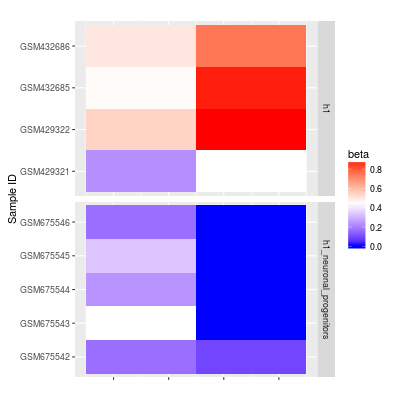 GSM432686
GSM432685
GSM429322
GSM429321
h1
GSM675546
GSM675545
GSM675544
GSM675543
GSM675542
h1_neuronal_progenitors
Sample ID
beta
0.8
0.6
0.4
0.2
0.0